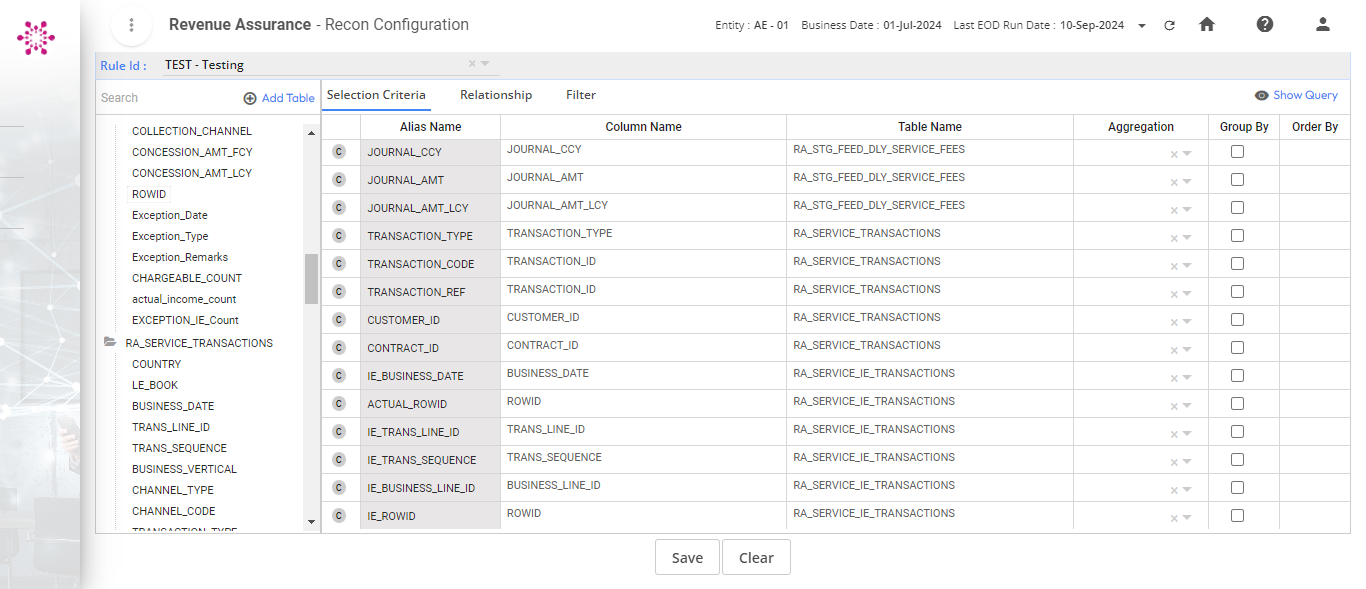 Revenue Assurance - Recon Configuration
Entity : AE - 01 Business Date : 01-Jul-2024 Last EOD Run Date : 10-Sep-2024
Rule Id : TEST - Testing
Search Add Table
COLLECTION_CHANNEL
CONCESSION_AMT_FCY
CONCESSION_AMT_LCY
ROWID
Exception_Date
Exception_Type
Exception_Remarks
CHARGEABLE_COUNT
actual_income_count
EXCEPTION_IE_Count
RA_SERVICE_TRANSACTIONS
COUNTRY
LE_BOOK
BUSINESS_DATE
TRANS_LINE_ID
TRANS_SEQUENCE
BUSINESS_VERTICAL
CHANNEL_TYPE
CHANNEL_CODE
TRANSACTION_TYPE
Selection Criteria Relationship Filter Show Query
Alias Name Column Name Table Name Aggregation Group By Order By
C JOURNAL_CCY JOURNAL_CCY RA_STG_FEED_DLY_SERVICE_FEES
C JOURNAL_AMT JOURNAL_AMT RA_STG_FEED_DLY_SERVICE_FEES
C JOURNAL_AMT_LCY JOURNAL_AMT_LCY RA_STG_FEED_DLY_SERVICE_FEES
C TRANSACTION_TYPE TRANSACTION_TYPE RA_SERVICE_TRANSACTIONS
C TRANSACTION_CODE TRANSACTION_ID RA_SERVICE_TRANSACTIONS
C TRANSACTION_REF TRANSACTION_ID RA_SERVICE_TRANSACTIONS
C CUSTOMER_ID CUSTOMER_ID RA_SERVICE_TRANSACTIONS
C CONTRACT_ID CONTRACT_ID RA_SERVICE_TRANSACTIONS
C IE_BUSINESS_DATE BUSINESS_DATE RA_SERVICE_IE_TRANSACTIONS
C ACTUAL_ROWID ROWID RA_SERVICE_IE_TRANSACTIONS
C IE_TRANS_LINE_ID TRANS_LINE_ID RA_SERVICE_IE_TRANSACTIONS
C IE_TRANS_SEQUENCE TRANS_SEQUENCE RA_SERVICE_IE_TRANSACTIONS
C IE_BUSINESS_LINE_ID BUSINESS_LINE_ID RA_SERVICE_IE_TRANSACTIONS
C IE_ROWID ROWID RA_SERVICE_IE_TRANSACTIONS
Save Clear